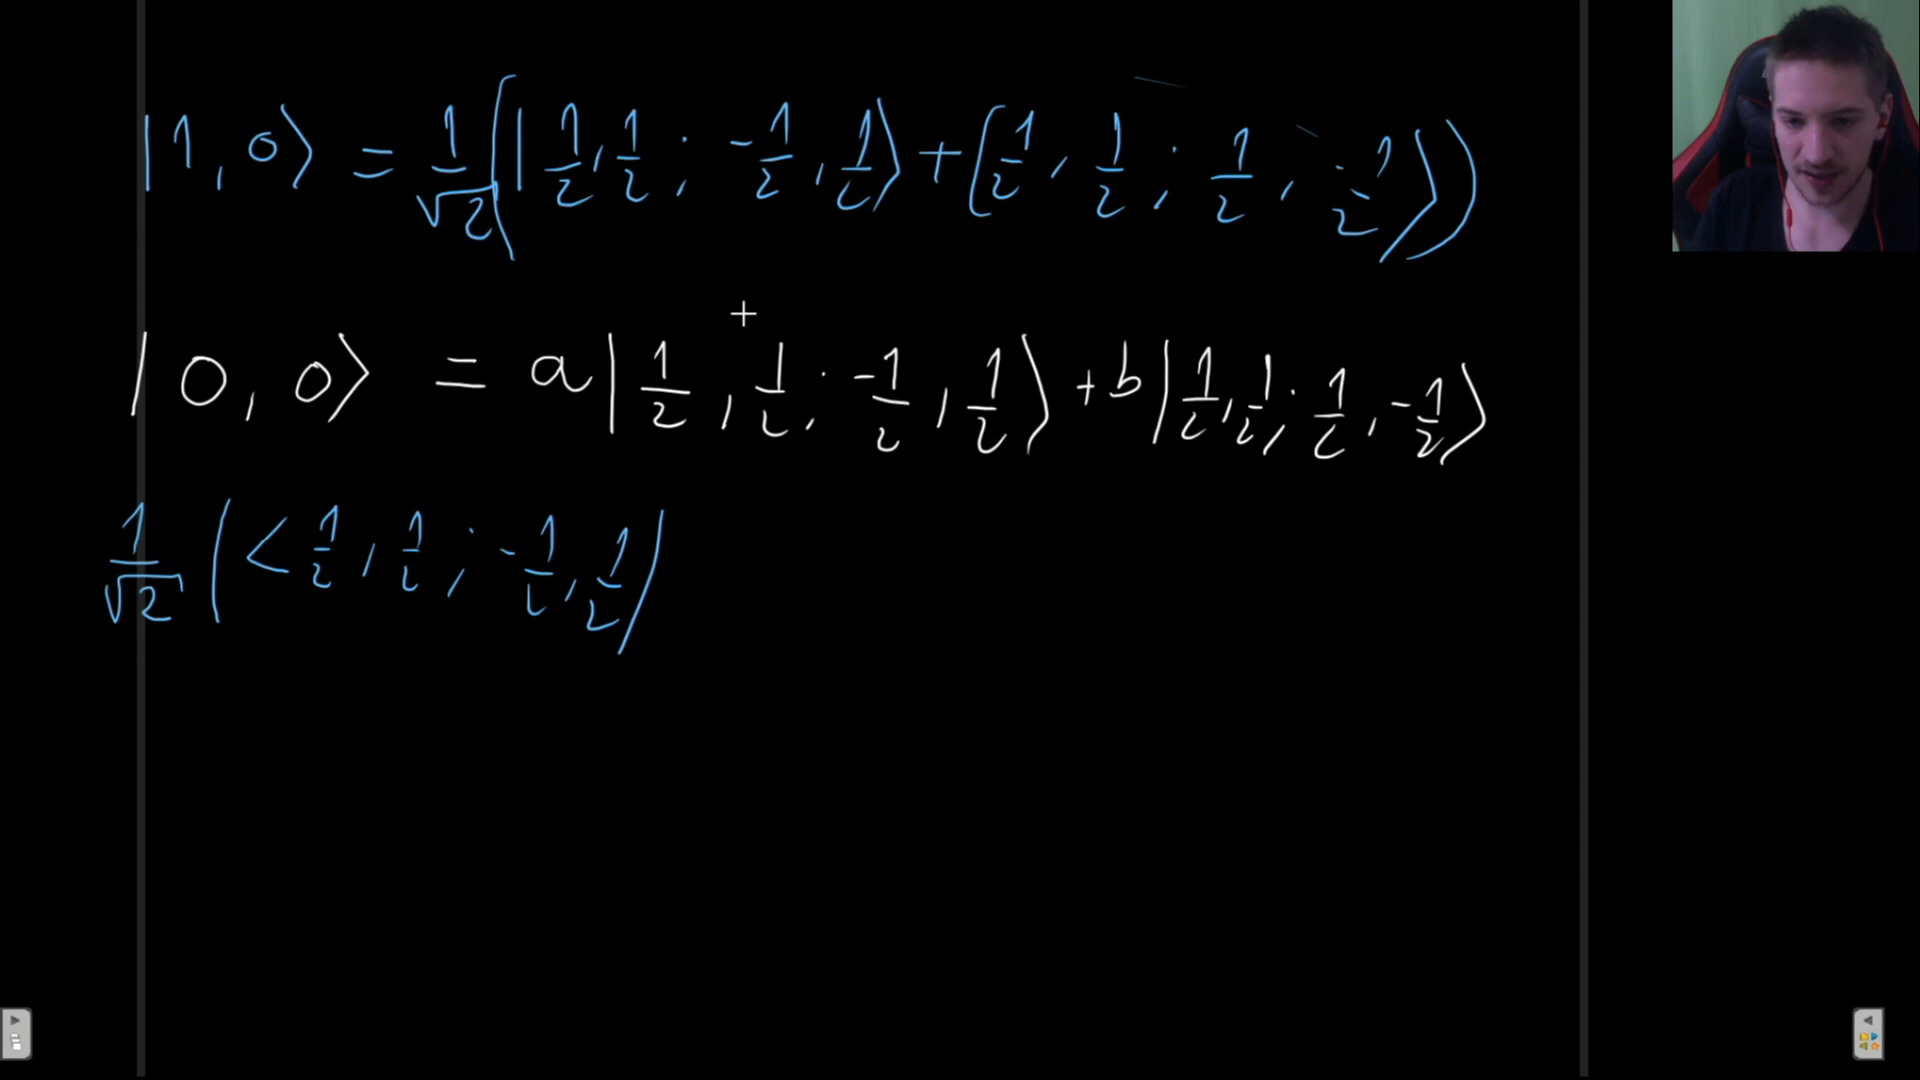 |1, 0⟩ = 1/√2 (|1/2, 1/2; -1/2, 1/2⟩ + (1/2, 1/2; 1/2, -1/2⟩)
|0, 0⟩ = a|1/2, 1/2; -1/2, 1/2⟩ + b|1/2, 1/2; 1/2, -1/2⟩
1/√2 (<1/2, 1/2; -1/2, 1/2|